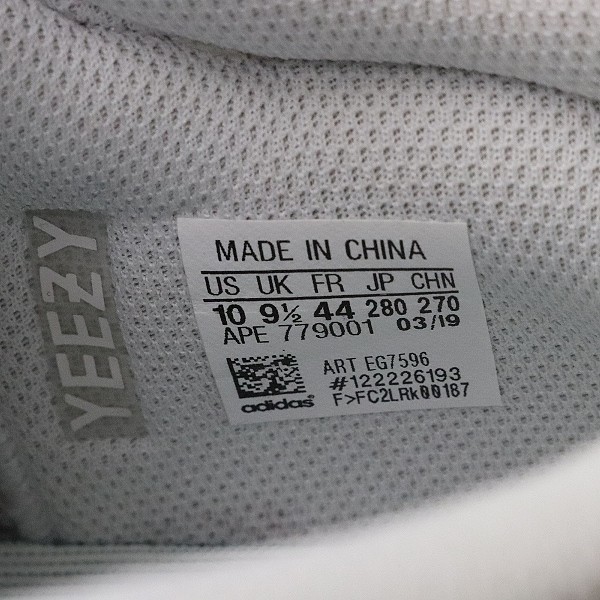 YEEZY
MADE IN CHINA
US UK FR JP CHN
10 9½ 44 280 270
APE 779001 03/19
ART EG7596
#122226193
F>FC2LRk00187
adidas